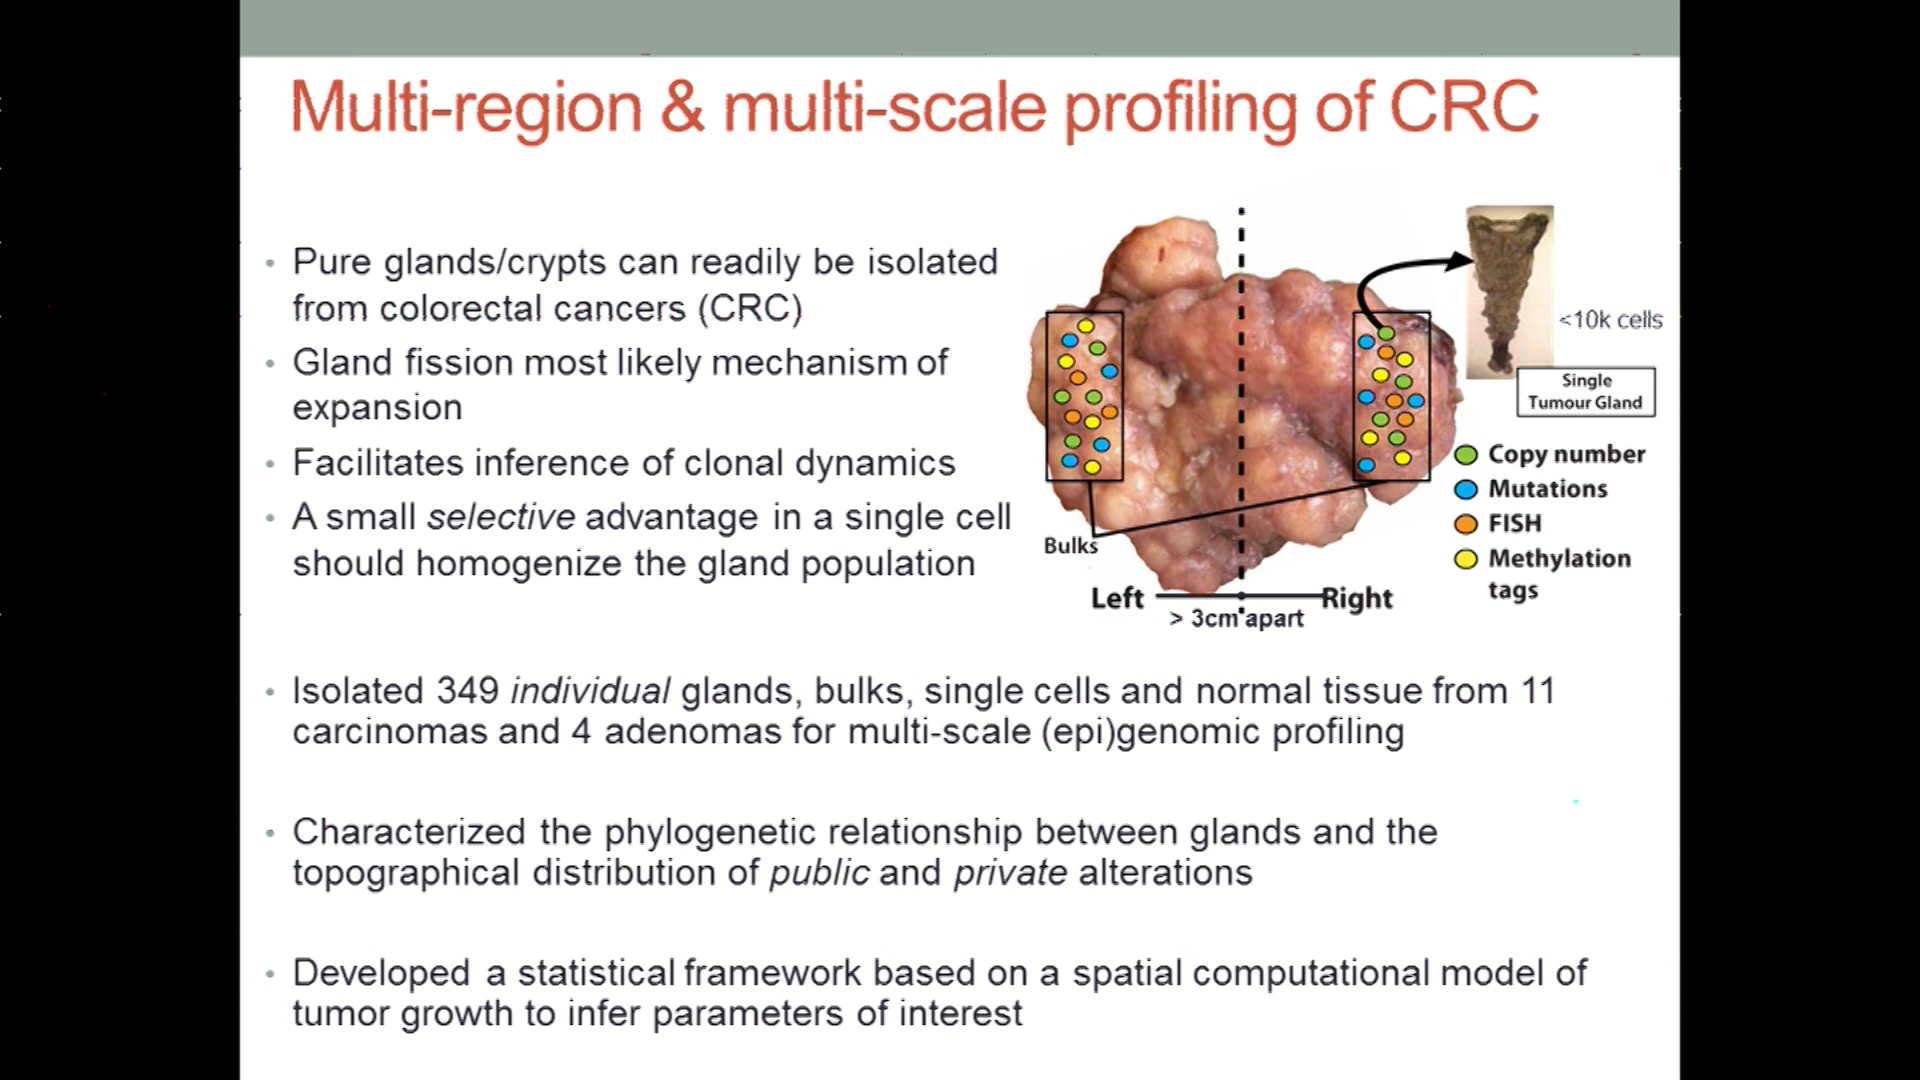 Multi-region & multi-scale profiling of CRC
• Pure glands/crypts can readily be isolated
from colorectal cancers (CRC)
• Gland fission most likely mechanism of
expansion
• Facilitates inference of clonal dynamics
• A small selective advantage in a single cell
should homogenize the gland population
<10k cells
Single
Tumour Gland
Copy number
Mutations
FISH
Methylation
tags
Bulks
Left
Right
> 3cm apart
• Isolated 349 individual glands, bulks, single cells and normal tissue from 11
carcinomas and 4 adenomas for multi-scale (epi)genomic profiling
• Characterized the phylogenetic relationship between glands and the
topographical distribution of public and private alterations
• Developed a statistical framework based on a spatial computational model of
tumor growth to infer parameters of interest